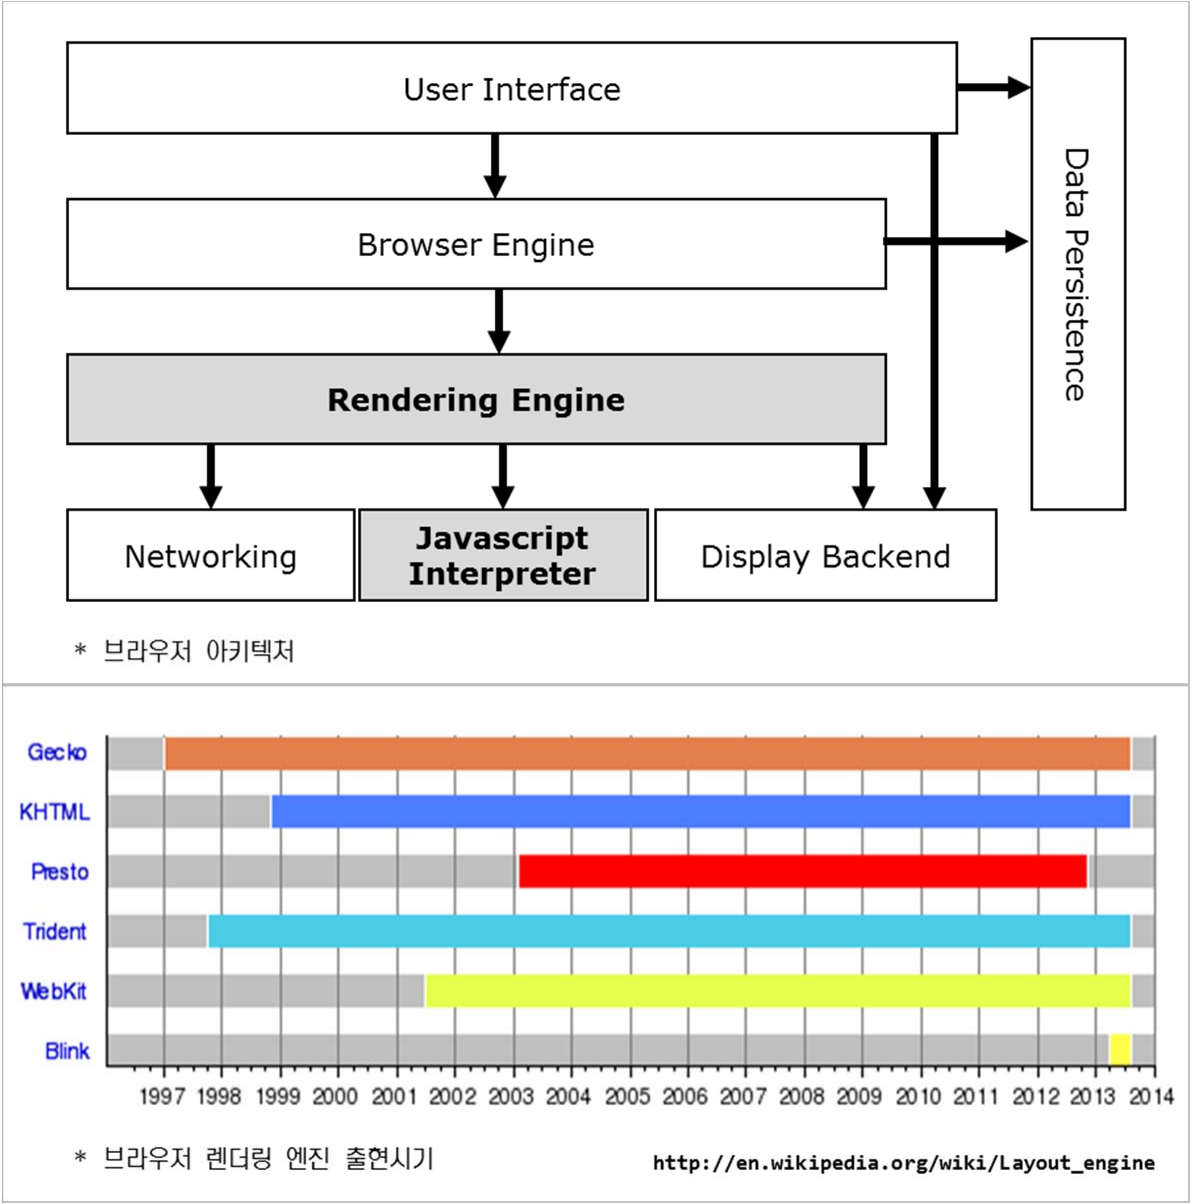 User Interface
Data Persistence
Browser Engine
Rendering Engine
Networking
Javascript
Interpreter
Display Backend
* 브라우저 아키텍처
Gecko
KHTML
Presto
Trident
WebKit
Blink
1997 1998 1999 2000 2001 2002 2003 2004 2005 2006 2007 2008 2009 2010 2011 2012 2013 2014
* 브라우저 렌더링 엔진 출현시기
http://en.wikipedia.org/wiki/Layout_engine